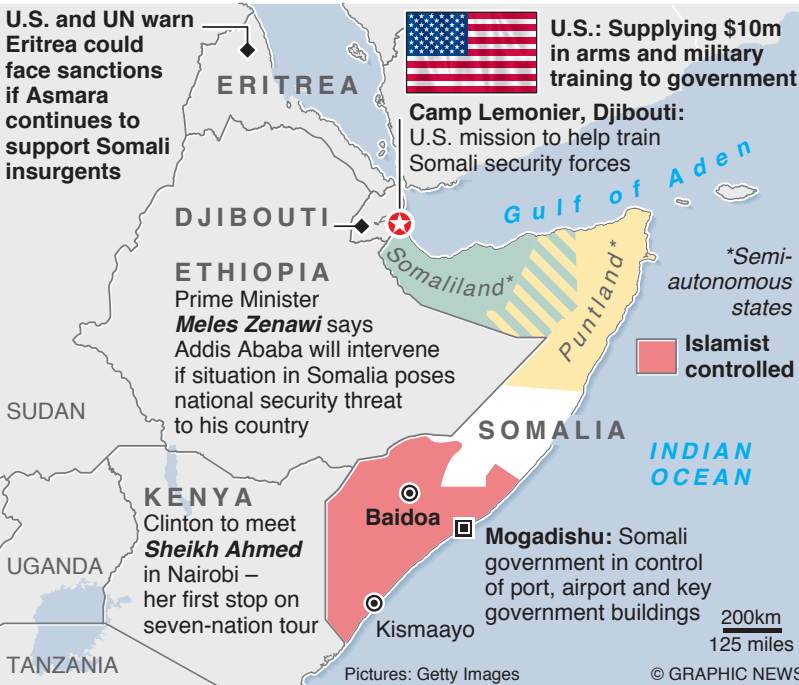 U.S. and UN warn
Eritrea could
face sanctions
if Asmara
continues to
support Somali
insurgents
ERITREA
U.S.: Supplying $10m
in arms and military
training to government
Camp Lemonier, Djibouti:
U.S. mission to help train
Somali security forces
Gulf of Aden
DJIBOUTI
Somaliland*
Puntland*
*Semi-
autonomous
states
ETHIOPIA
Prime Minister
Meles Zenawi says
Addis Ababa will intervene
if situation in Somalia poses
national security threat
to his country
Islamist
controlled
SUDAN
SOMALIA
INDIAN
OCEAN
KENYA
Clinton to meet
Sheikh Ahmed
in Nairobi –
her first stop on
seven-nation tour
Baidoa
Mogadishu: Somali
government in control
of port, airport and key
government buildings
UGANDA
Kismaayo
200km
125 miles
TANZANIA
Pictures: Getty Images
© GRAPHIC NEWS